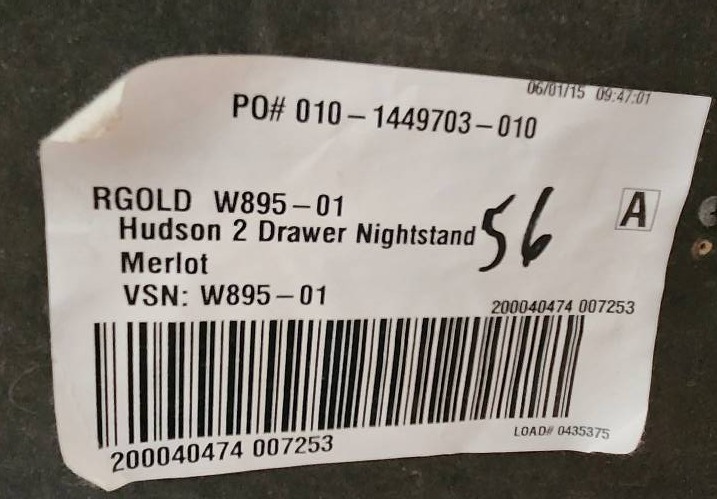 06/01/15 09:47:01
PO# 010-1449703-010
RGOLD W895-01
Hudson 2 Drawer Nightstand
56
A
Merlot
VSN: W895-01
200040474 007253
200040474 007253
LOAD# 0435375